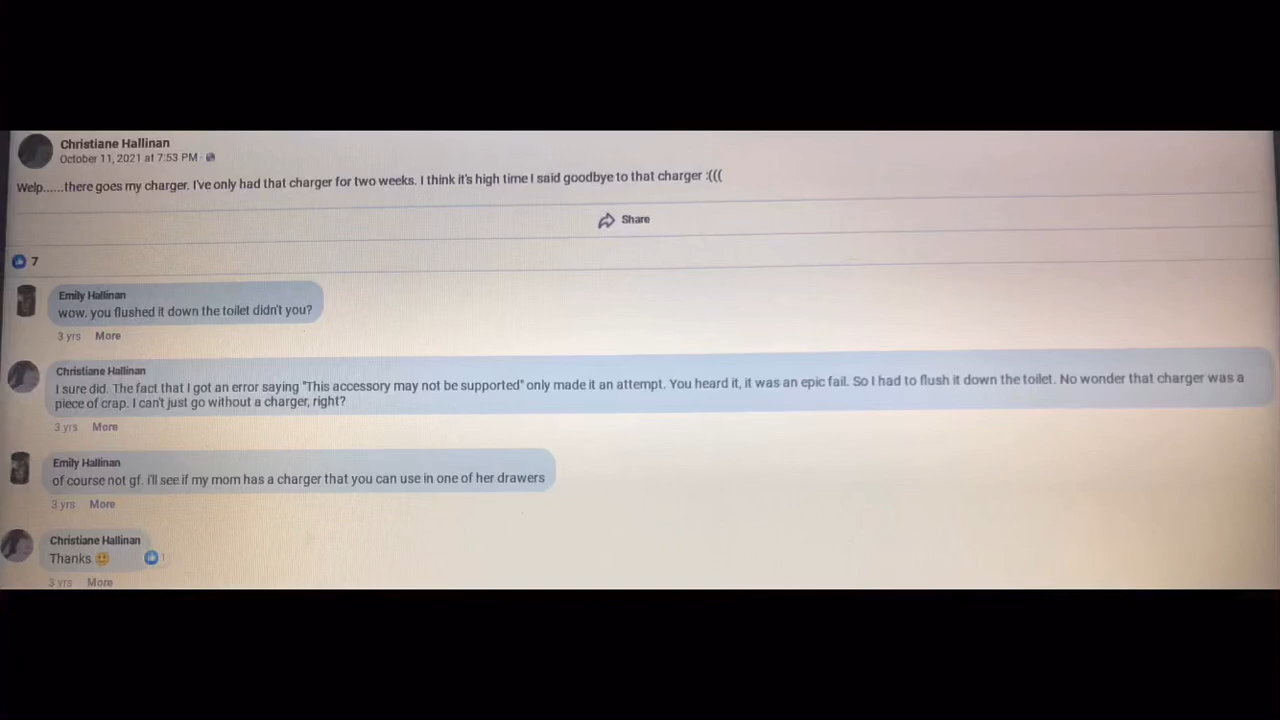 Christiane Hallinan
October 11, 2021 at 7:53 PM ·
Welp......there goes my charger. I've only had that charger for two weeks. I think it's high time I said goodbye to that charger :(((
Share
7
Emily Hallinan
wow. you flushed it down the toilet didn't you?
3 yrs More
Christiane Hallinan
I sure did. The fact that I got an error saying "This accessory may not be supported" only made it an attempt. You heard it, it was an epic fail. So I had to flush it down the toilet. No wonder that charger was a
piece of crap. I can't just go without a charger, right?
3 yrs More
Emily Hallinan
of course not gf. i'll see if my mom has a charger that you can use in one of her drawers
3 yrs More
Christiane Hallinan
Thanks 🙂 1
3 yrs More